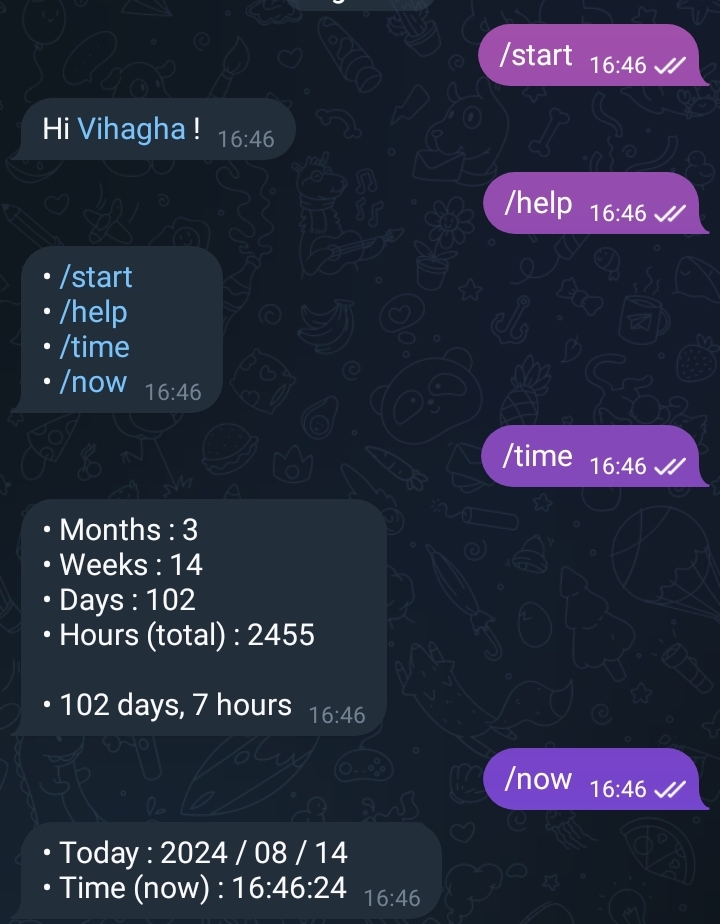 /start 16:46
Hi Vihagha ! 16:46
/help 16:46
• /start
• /help
• /time
• /now 16:46
/time 16:46
• Months : 3
• Weeks : 14
• Days : 102
• Hours (total) : 2455
• 102 days, 7 hours 16:46
/now 16:46
• Today : 2024 / 08 / 14
• Time (now) : 16:46:24 16:46